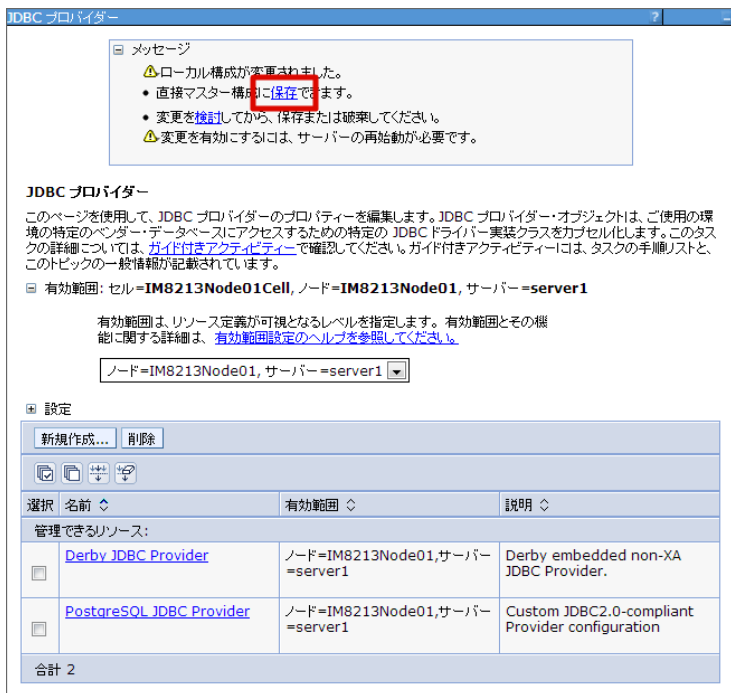 JDBC プロバイダー ? –
メッセージ
ローカル構成が変更されました。
• 直接マスター構成に保存できます。
• 変更を検討してから、保存または破棄してください。
変更を有効にするには、サーバーの再始動が必要です。
JDBC プロバイダー
このページを使用して、JDBC プロバイダーのプロパティーを編集します。JDBC プロバイダー・オブジェクトは、ご使用の環
境の特定のベンダー・データベースにアクセスするための特定の JDBC ドライバー実装クラスをカプセル化します。このタス
クの詳細については、ガイド付きアクティビティーで確認してください。ガイド付きアクティビティーには、タスクの手順リストと、
このトピックの一般情報が記載されています。
有効範囲: セル=IM8213Node01Cell, ノード=IM8213Node01, サーバー=server1
有効範囲は、リソース定義が可視となるレベルを指定します。有効範囲とその機
能に関する詳細は、有効範囲設定のヘルプを参照してください。
ノード=IM8213Node01, サーバー=server1
設定
新規作成... 削除
選択 名前 有効範囲 説明
管理できるリソース:
Derby JDBC Provider ノード=IM8213Node01,サーバー Derby embedded non-XA
=server1 JDBC Provider.
PostgreSQL JDBC Provider ノード=IM8213Node01,サーバー Custom JDBC2.0-compliant
=server1 Provider configuration
合計 2